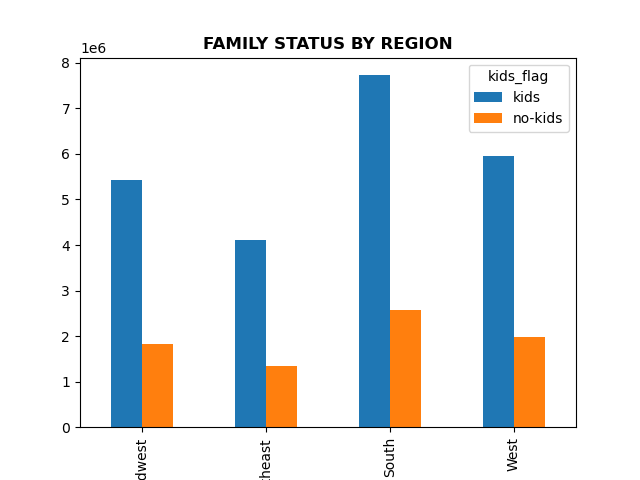 FAMILY STATUS BY REGION
1e6
8
7
6
5
4
3
2
1
0
kids_flag
kids
no-kids
dwest
heast
South
West